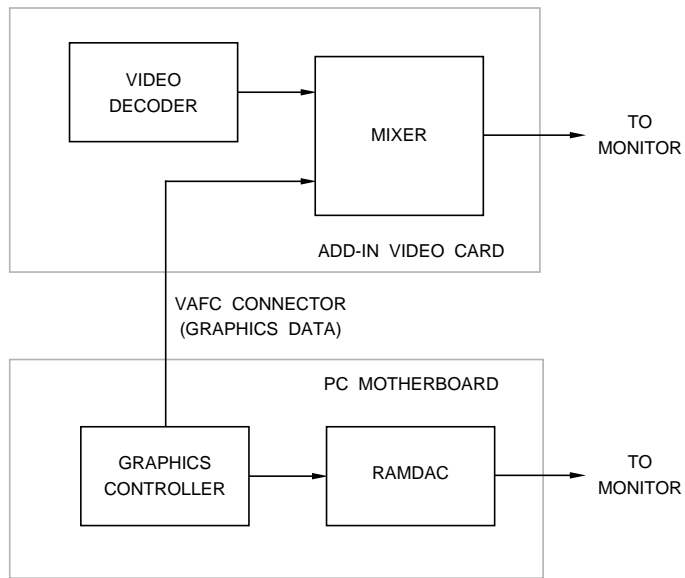 VIDEO
DECODER
MIXER
TO
MONITOR
ADD-IN VIDEO CARD
VAFC CONNECTOR
(GRAPHICS DATA)
PC MOTHERBOARD
GRAPHICS
CONTROLLER
RAMDAC
TO
MONITOR